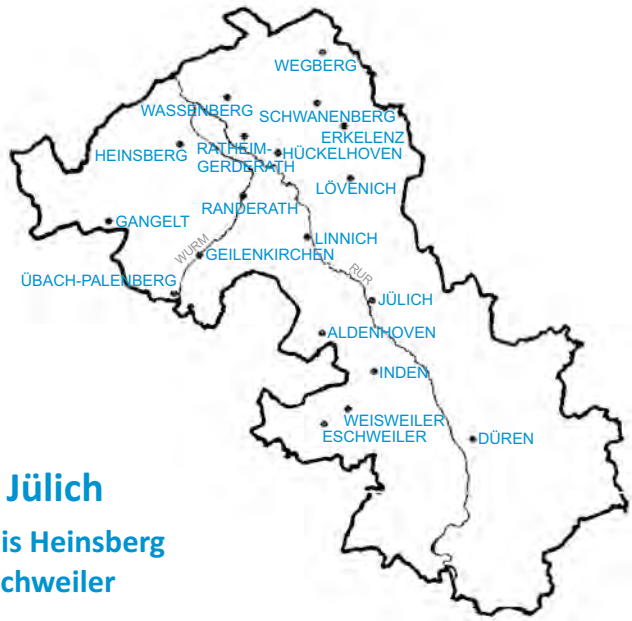 WEGBERG
WASSENBERG
SCHWANENBERG
ERKELENZ
HEINSBERG
RATHEIM-
GERDERATH
HÜCKELHOVEN
LÖVENICH
RANDERATH
GANGELT
LINNICH
WURM
GEILENKIRCHEN
RUR
ÜBACH-PALENBERG
JÜLICH
ALDENHOVEN
INDEN
WEISWEILER
ESCHWEILER
DÜREN
Jülich
is Heinsberg
chweiler